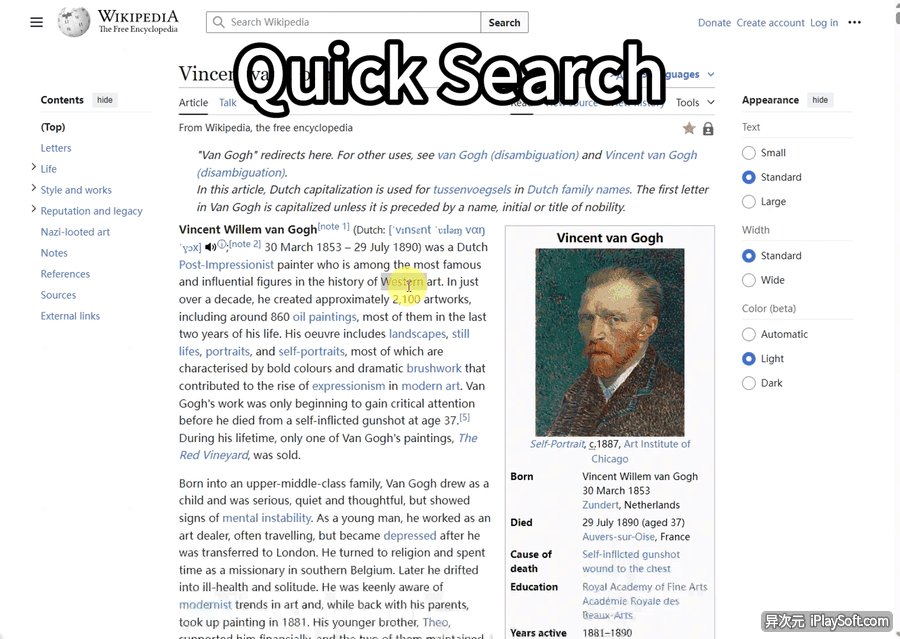 WIKIPEDIA
The Free Encyclopedia
Search Wikipedia
Search
Donate Create account Log in
Quick Search
Contents hide
(Top)
Letters
Life
Style and works
Reputation and legacy
Nazi-looted art
Notes
References
Sources
External links
Article Talk
Tools
From Wikipedia, the free encyclopedia
"Van Gogh" redirects here. For other uses, see van Gogh (disambiguation) and Vincent van Gogh
(disambiguation).
In this article, Dutch capitalization is used for tussenvoegsels in Dutch family names. The first letter
in Van Gogh is capitalized unless it is preceded by a name, initial or title of nobility.
Vincent Willem van Gogh[note 1] (Dutch: [ˈvɪnsɛnt ˈʋɪləɱ vɑŋ
ˈɣɔx] ⓘ;[note 2] 30 March 1853 – 29 July 1890) was a Dutch
Post-Impressionist painter who is among the most famous
and influential figures in the history of Western art. In just
over a decade, he created approximately 2,100 artworks,
including around 860 oil paintings, most of them in the last
two years of his life. His oeuvre includes landscapes, still
lifes, portraits, and self-portraits, most of which are
characterised by bold colours and dramatic brushwork that
contributed to the rise of expressionism in modern art. Van
Gogh's work was only beginning to gain critical attention
before he died from a self-inflicted gunshot at age 37.[5]
During his lifetime, only one of Van Gogh's paintings, The
Red Vineyard, was sold.
Born into an upper-middle-class family, Van Gogh drew as a
child and was serious, quiet and thoughtful, but showed
signs of mental instability. As a young man, he worked as an
art dealer, often travelling, but became depressed after he
was transferred to London. He turned to religion and spent
time as a missionary in southern Belgium. Later he drifted
into ill-health and solitude. He was keenly aware of
modernist trends in art and, while back with his parents,
took up painting in 1881. His younger brother, Theo,
supported him financially, and the two of them maintained
Vincent van Gogh
Self-Portrait, c.1887, Art Institute of
Chicago
Born Vincent Willem van Gogh
30 March 1853
Zundert, Netherlands
Died 29 July 1890 (aged 37)
Auvers-sur-Oise, France
Cause of death Self-inflicted gunshot
wound to the chest
Education Royal Academy of Fine Arts
Académie Royale des
Beaux-Arts
Years active 1881–1890
Appearance hide
Text
Small
Standard
Large
Width
Standard
Wide
Color (beta)
Automatic
Light
Dark
异次元 iPlaySoft.com